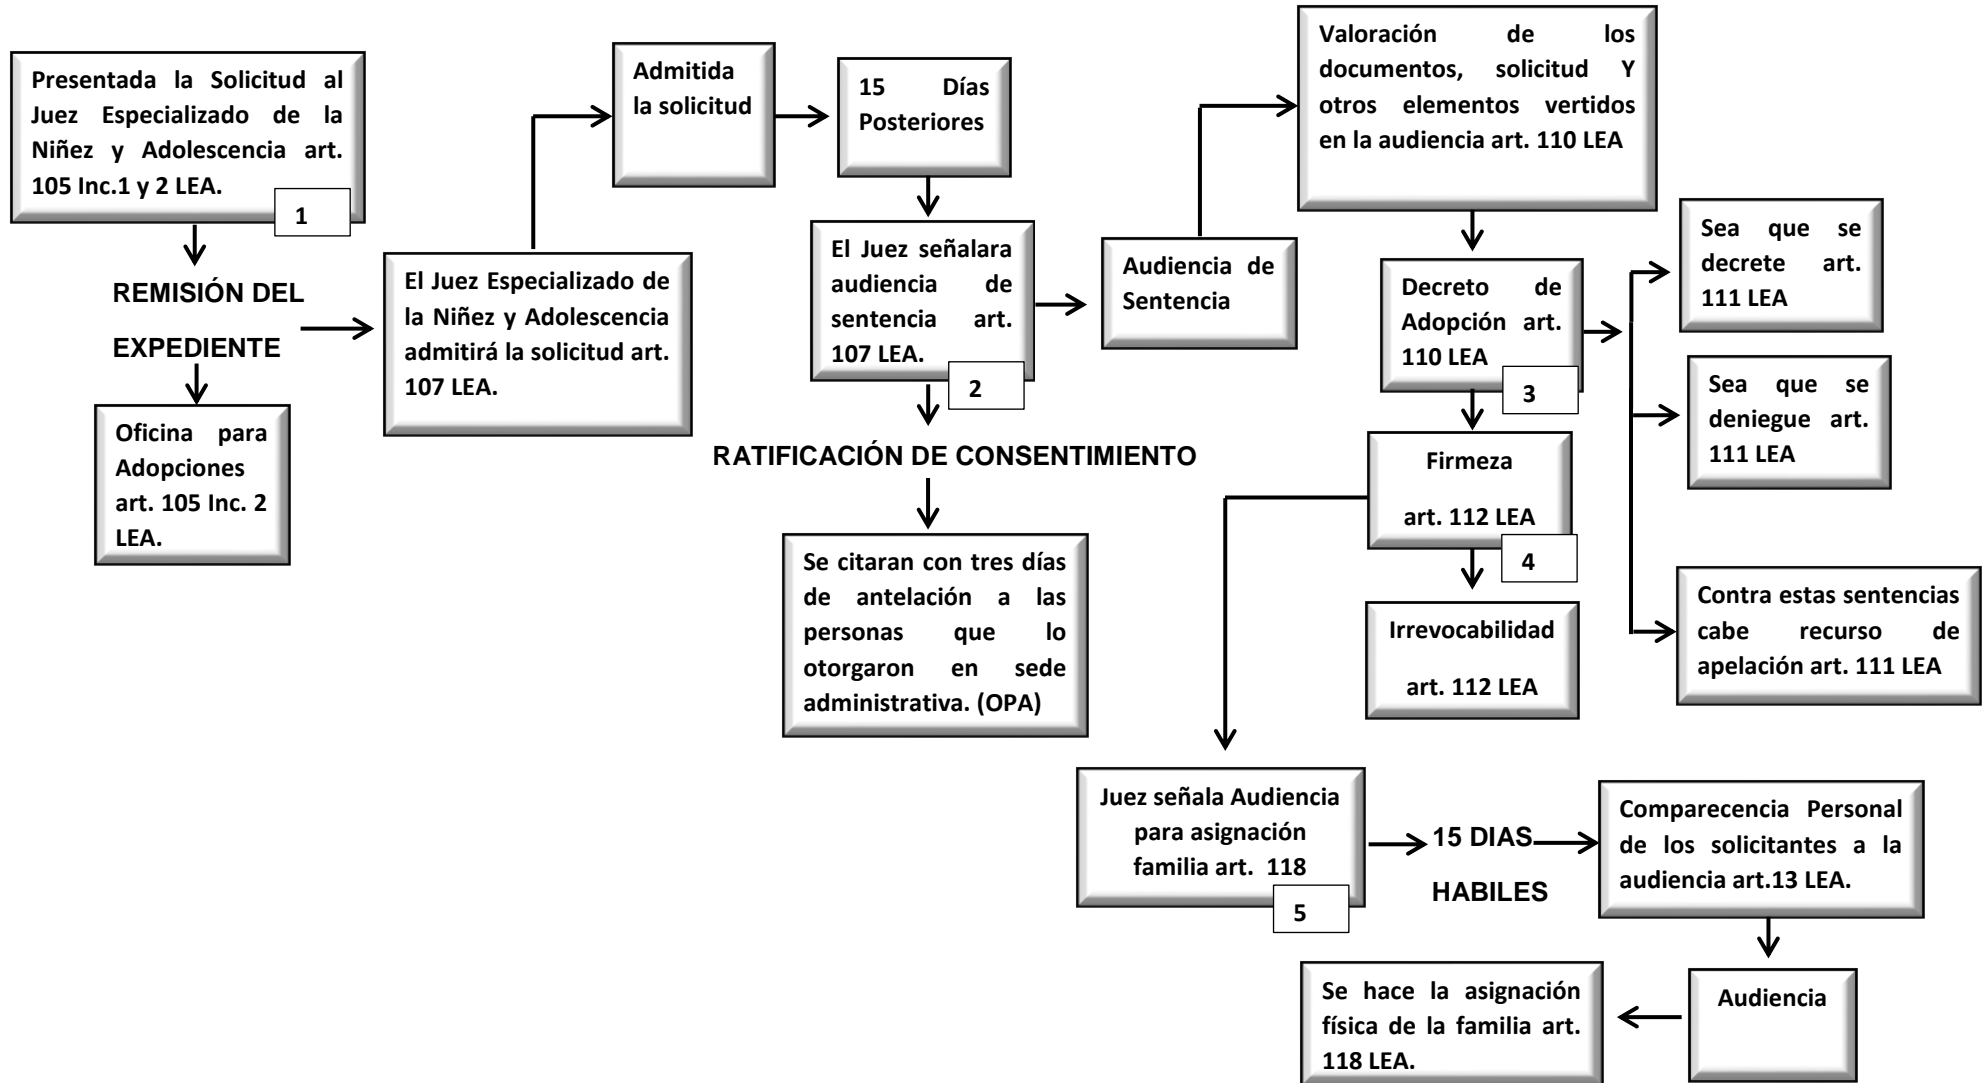 Presentada la Solicitud al
Juez Especializado de la
Niñez y Adolescencia art.
105 Inc.1 y 2 LEA.
1
REMISIÓN DEL
EXPEDIENTE
Oficina para
Adopciones
art. 105 Inc. 2
LEA.
El Juez Especializado de
la Niñez y Adolescencia
admitirá la solicitud art.
107 LEA.
Admitida
la solicitud
15 Días
Posteriores
El Juez señalara
audiencia de
sentencia art.
107 LEA.
2
RATIFICACIÓN DE CONSENTIMIENTO
Se citaran con tres días
de antelación a las
personas que lo
otorgaron en sede
administrativa. (OPA)
Audiencia de
Sentencia
Valoración de los
documentos, solicitud Y
otros elementos vertidos
en la audiencia art. 110 LEA
Decreto de
Adopción art.
110 LEA
3
Sea que se
decrete art.
111 LEA
Sea que se
deniegue art.
111 LEA
Contra estas sentencias
cabe recurso de
apelación art. 111 LEA
Firmeza
art. 112 LEA
4
Irrevocabilidad
art. 112 LEA
Juez señala Audiencia
para asignación
familia art. 118
5
15 DIAS
HABILES
Comparecencia Personal
de los solicitantes a la
audiencia art.13 LEA.
Audiencia
Se hace la asignación
física de la familia art.
118 LEA.